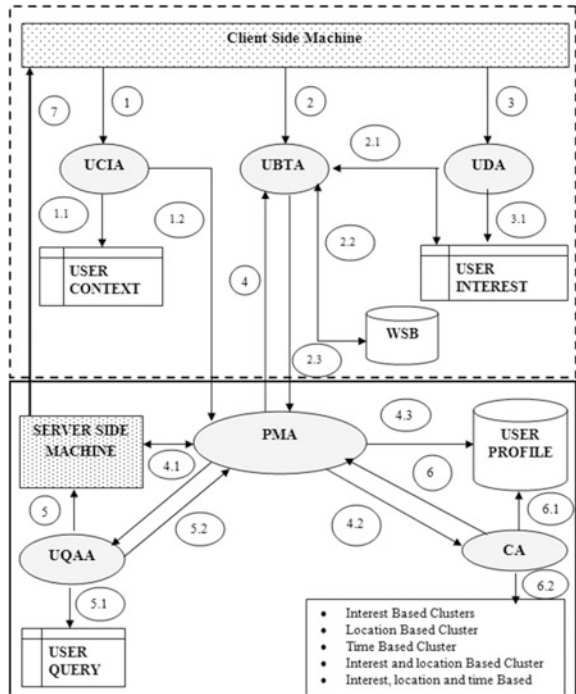 Client Side Machine
7
1
2
3
UCIA
UBTA
2.1
UDA
1.1
1.2
3.1
2.2
USER
CONTEXT
4
USER
INTEREST
WSB
2.3
SERVER SIDE
MACHINE
4.1
PMA
4.3
USER
PROFILE
6
5
5.2
4.2
6.1
UQAA
CA
5.1
6.2
USER
QUERY
• Interest Based Clusters
• Location Based Cluster
• Time Based Cluster
• Interest and location Based Cluster
• Interest, location and time Based